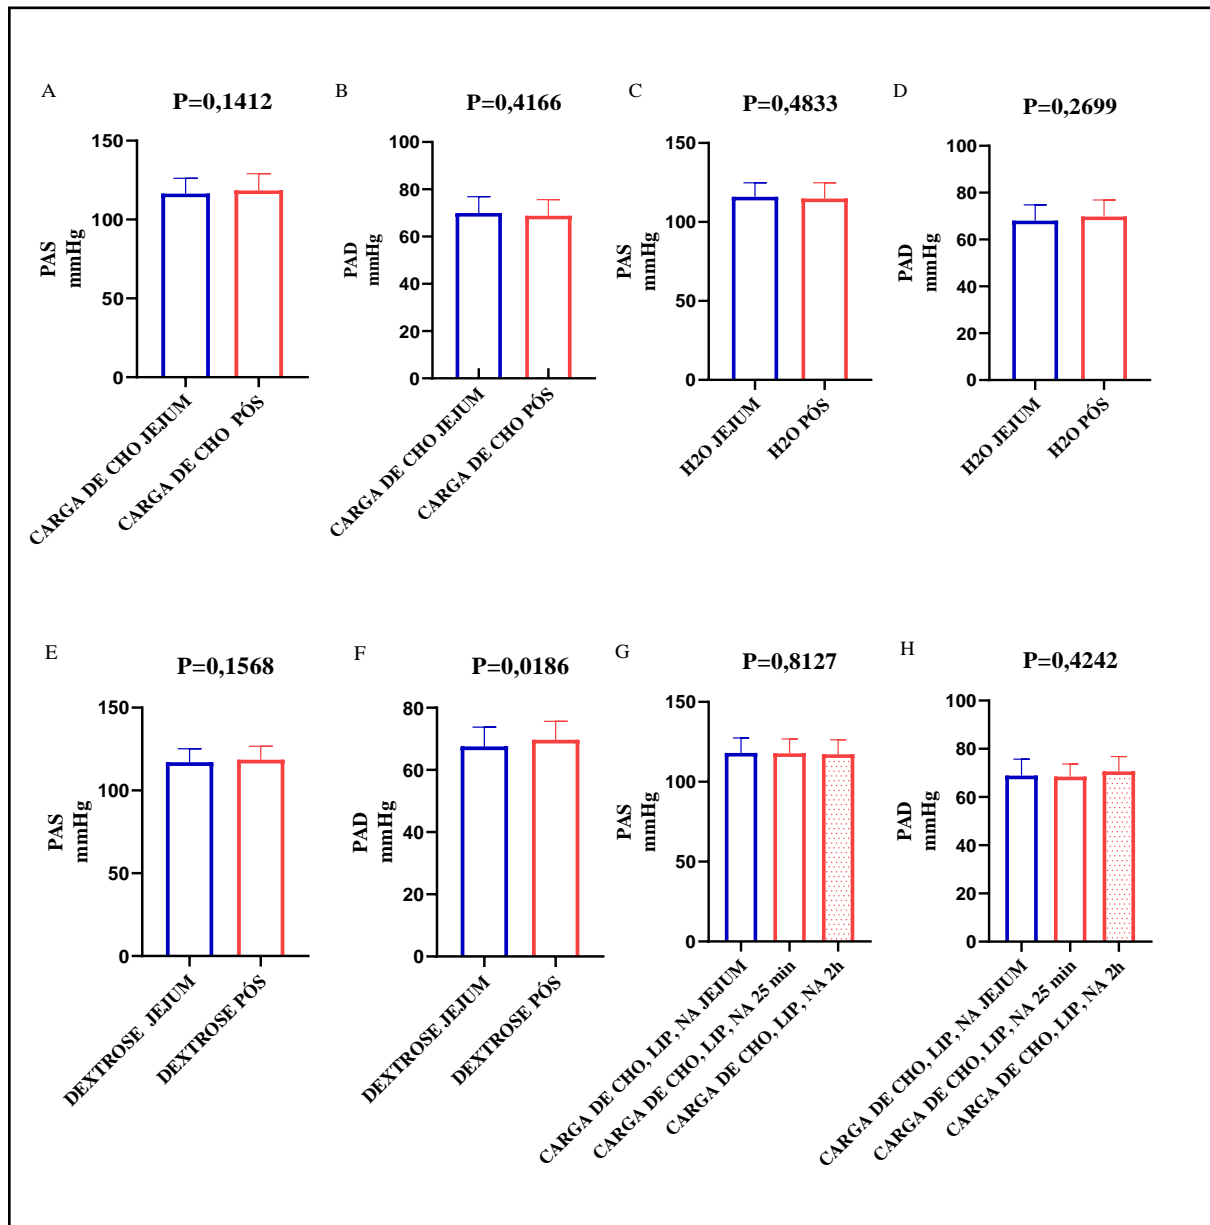 A
P=0,1412
PAS
mmHg
150
100
50
0
CARGA DE CHO JEJUM
CARGA DE CHO  PÓS
B
P=0,4166
PAD
mmHg
100
80
60
40
20
0
CARGA DE CHO JEJUM
CARGA DE CHO PÓS
C
P=0,4833
PAS
mmHg
150
100
50
0
H2O JEJUM
H2O PÓS
D
P=0,2699
PAD
mmHg
100
80
60
40
20
0
H2O JEJUM
H2O PÓS
E
P=0,1568
PAS
mmHg
150
100
50
0
DEXTROSE  JEJUM
DEXTROSE PÓS
F
P=0,0186
PAD
mmHg
80
60
40
20
0
DEXTROSE JEJUM
DEXTROSE PÓS
G
P=0,8127
PAS
mmHg
150
100
50
0
CARGA DE CHO, LIP, NA JEJUM
CARGA DE CHO, LIP, NA 25 min
CARGA DE CHO, LIP, NA 2h
H
P=0,4242
PAD
mmHg
100
80
60
40
20
0
CARGA DE CHO, LIP, NA JEJUM
CARGA DE CHO, LIP, NA 25 min
CARGA DE CHO, LIP, NA 2h